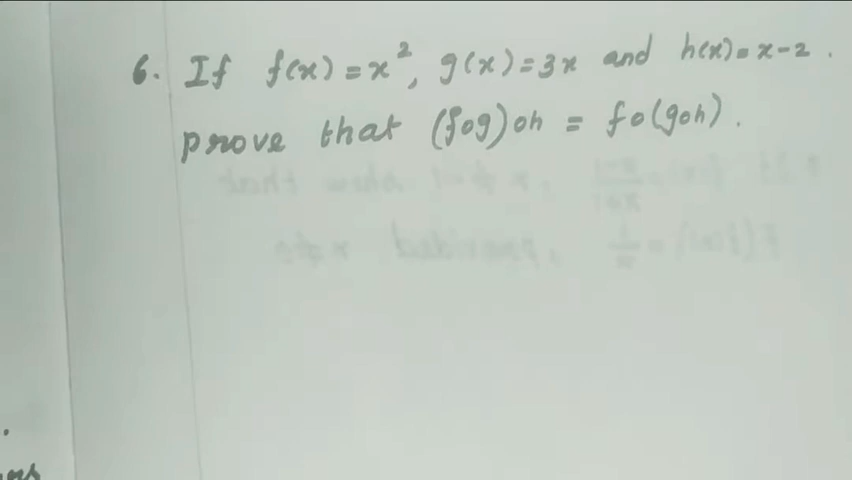 6. If f(x) = x², g(x) = 3x and h(x) = x-2 .
prove that (fog)oh = fo(goh).